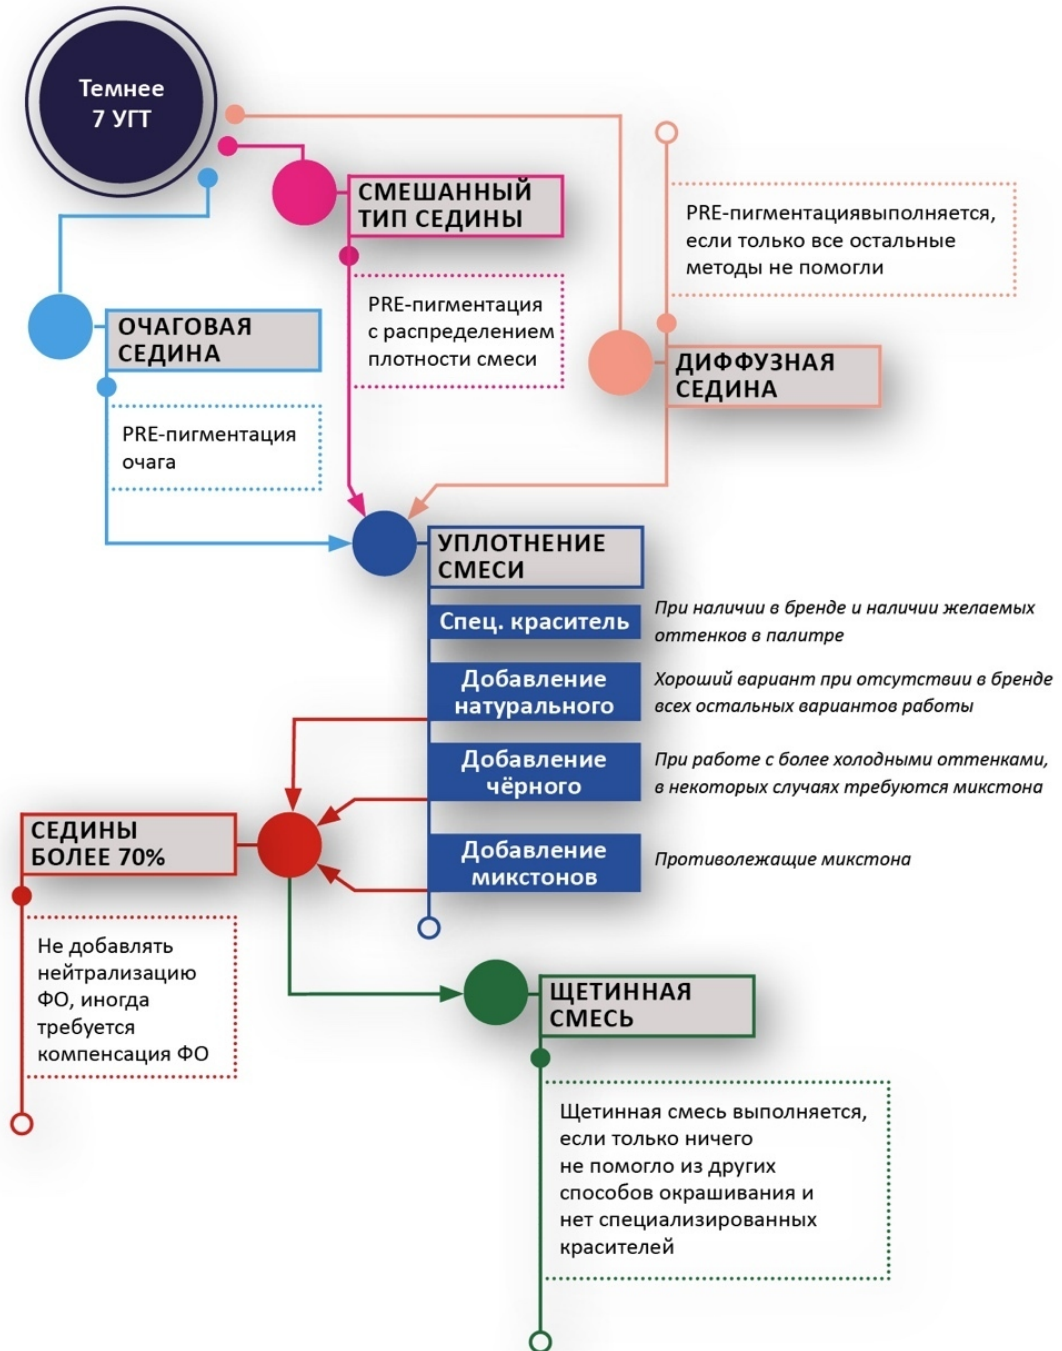 Темнее
7 УГТ
СМЕШАННЫЙ
ТИП СЕДИНЫ
PRE-пигментациявыполняется,
если только все остальные
методы не помогли
PRE-пигментация
с распределением
плотности смеси
ОЧАГОВАЯ
СЕДИНА
ДИФФУЗНАЯ
СЕДИНА
PRE-пигментация
очага
УПЛОТНЕНИЕ
СМЕСИ
Спец. краситель
При наличии в бренде и наличии желаемых
оттенков в палитре
Добавление
натурального
Хороший вариант при отсутствии в бренде
всех остальных вариантов работы
Добавление
чёрного
При работе с более холодными оттенками,
в некоторых случаях требуются микстона
СЕДИНЫ
БОЛЕЕ 70%
Добавление
микстонов
Противолежащие микстона
Не добавлять
нейтрализацию
ФО, иногда
требуется
компенсация ФО
ЩЕТИННАЯ
СМЕСЬ
Щетинная смесь выполняется,
если только ничего
не помогло из других
способов окрашивания и
нет специализированных
красителей